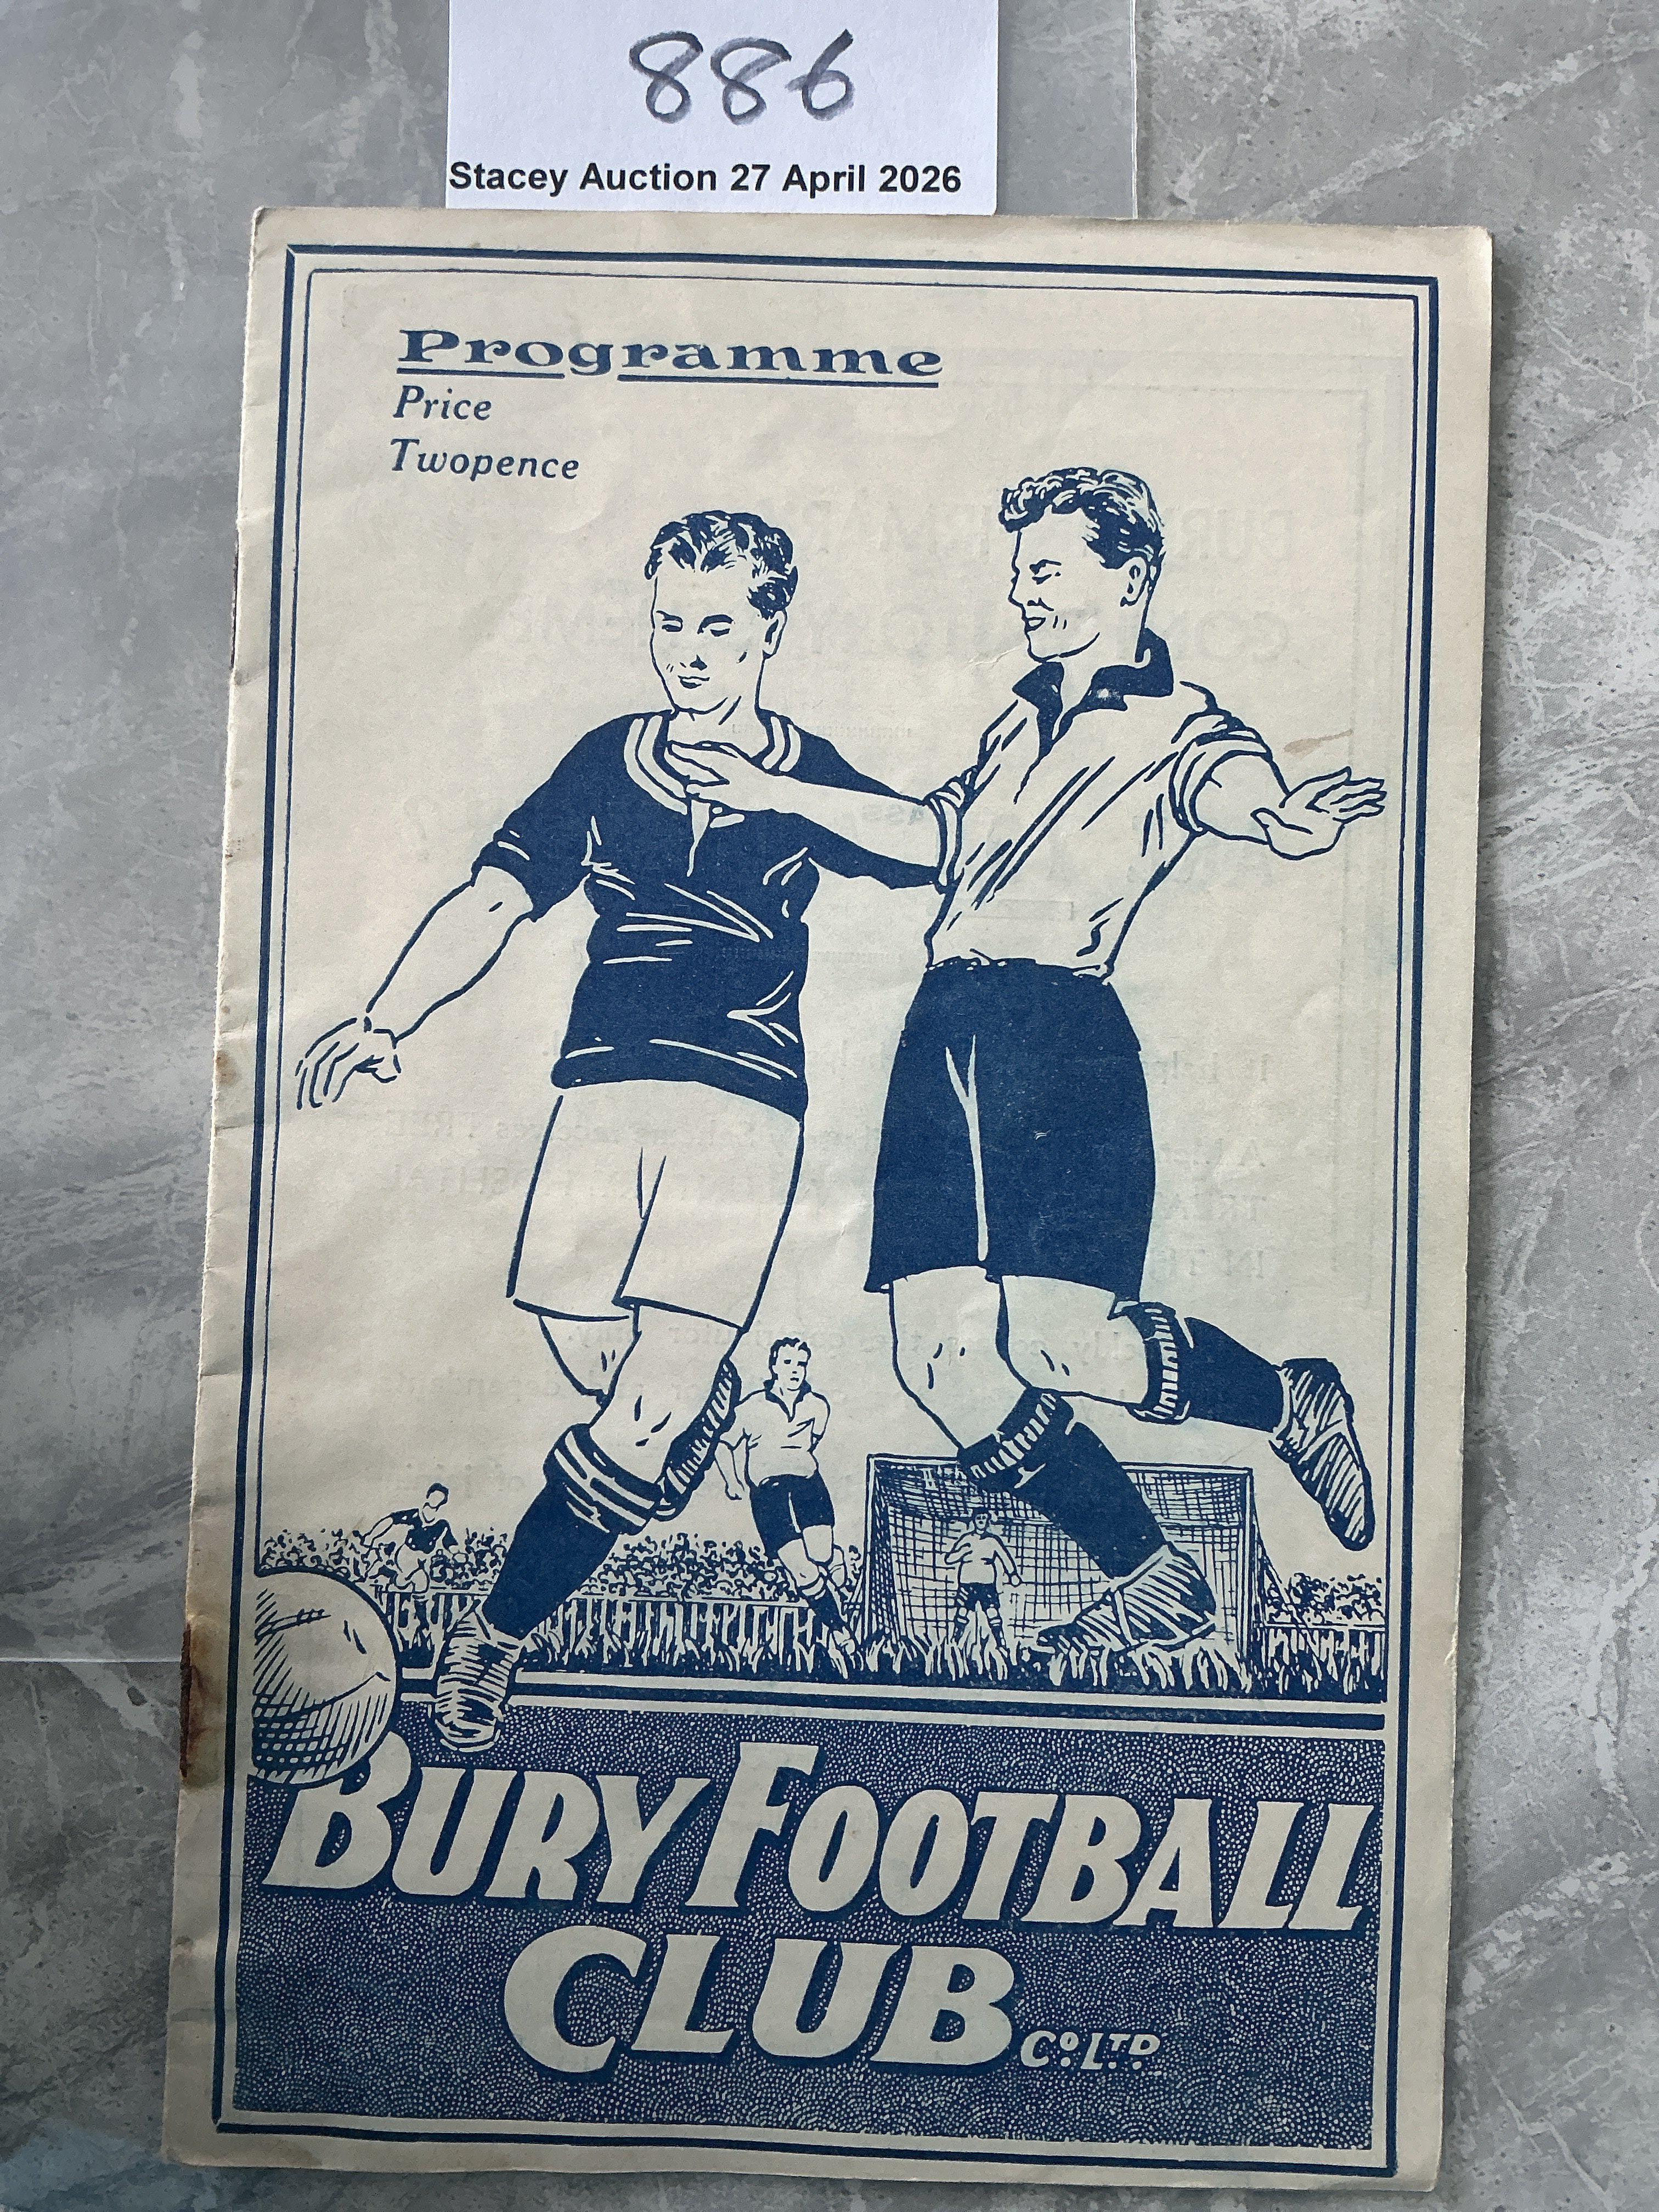 886
Stacey Auction 27 April 2026
Programme
Price
Twopence
BURY FOOTBALL
CLUB Co. LTD